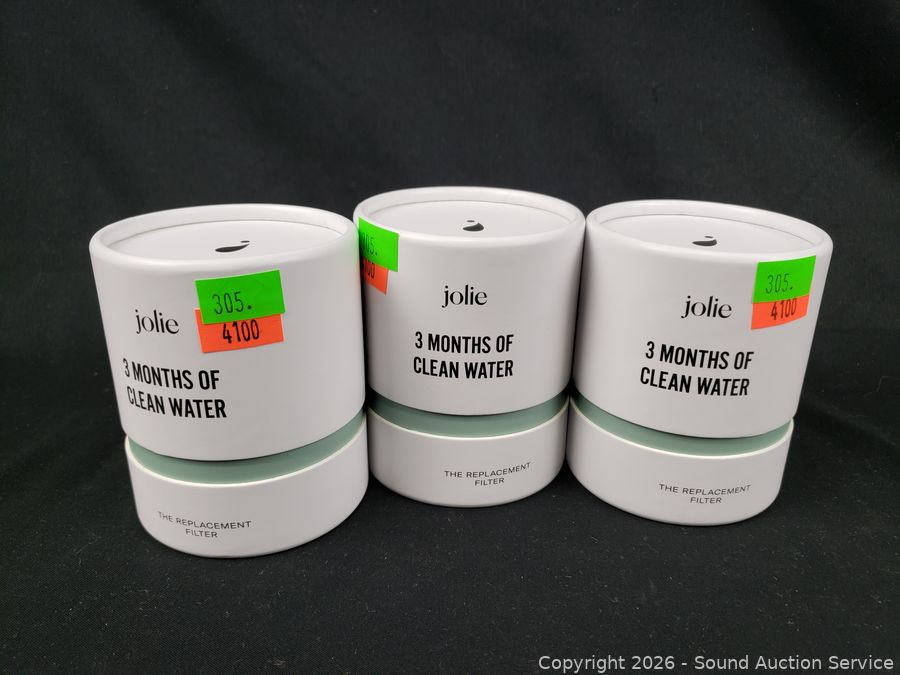 jolie
305.
4100
3 MONTHS OF
CLEAN WATER
THE REPLACEMENT
FILTER
jolie
3 MONTHS OF
CLEAN WATER
THE REPLACEMENT
FILTER
jolie
305.
4100
3 MONTHS OF
CLEAN WATER
THE REPLACEMENT
FILTER
Copyright 2026 - Sound Auction Service